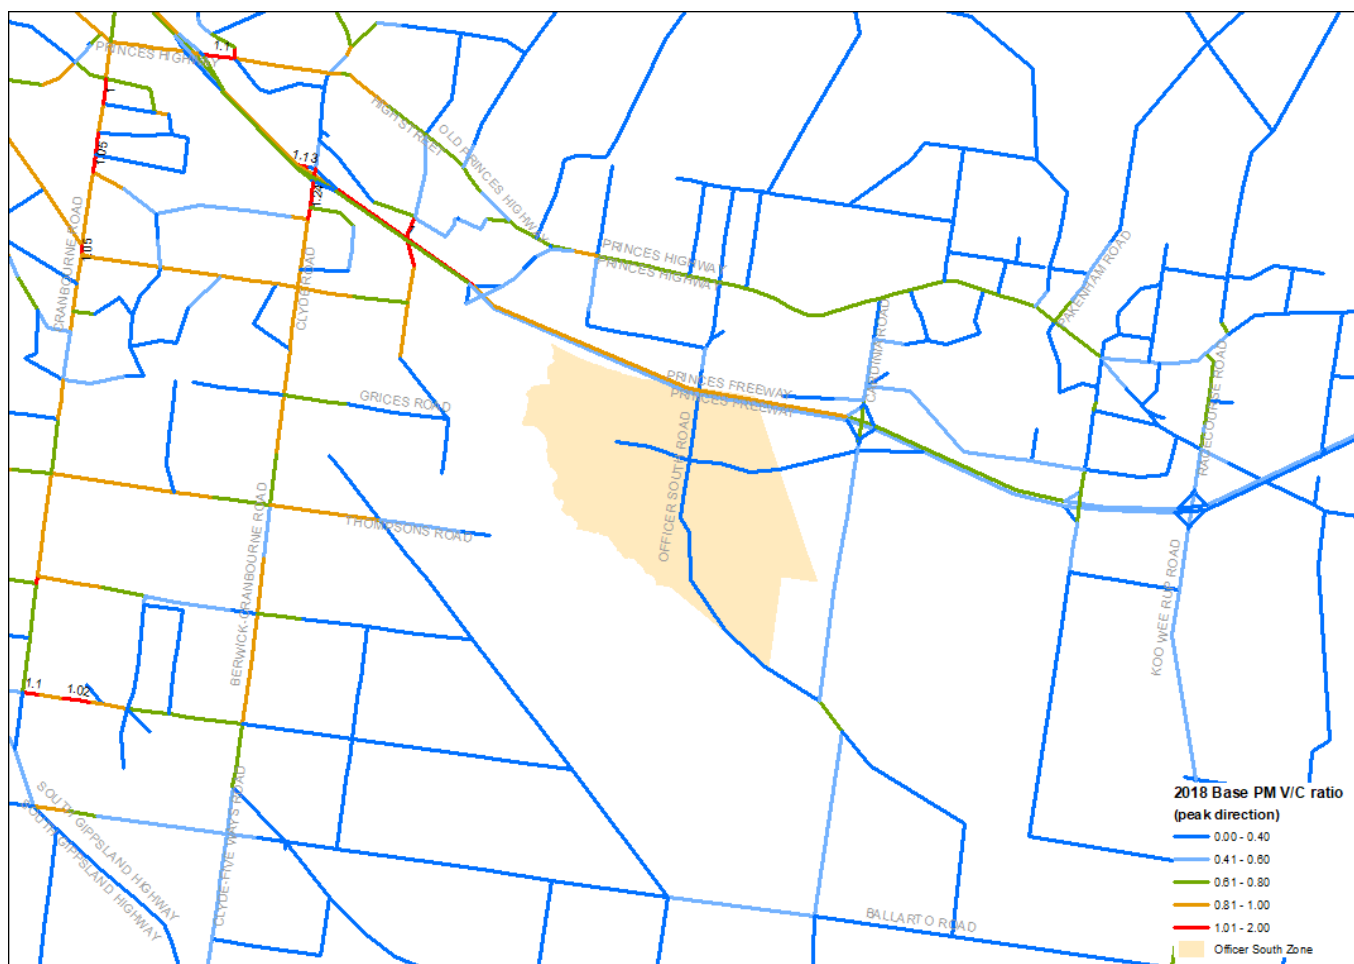 PRINCES HIGHWAY
1.1
1
HIGH STREET
OLD PRINCES HIGHWAY
1.05
1.13
1.24
CRANBOURNE ROAD
1.05
CLYDE ROAD
1
PRINCES HIGHWAY
PRINCES HIGHWA
PAKENHAM ROAD
CARDINIA ROAD
RACECOURSE ROAD
PRINCES FREEWAY
PRINCES FREEWAY
GRICES ROAD
OFFICER SOUTH ROAD
THOMPSONS ROAD
BERWICK-CRANBOURNE ROAD
KOO WEE RUP ROAD
1.1
1.02
SOUTH GIPPSLAND HIGHWAY
SOUTH GIPPSLAND HIGHWAY
CLYDE-FIVE WAYS ROAD
BALLARTO ROAD
2018 Base PM V/C ratio
(peak direction)
0.00 - 0.40
0.41 - 0.60
0.61 - 0.80
0.81 - 1.00
1.01 - 2.00
Officer South Zone